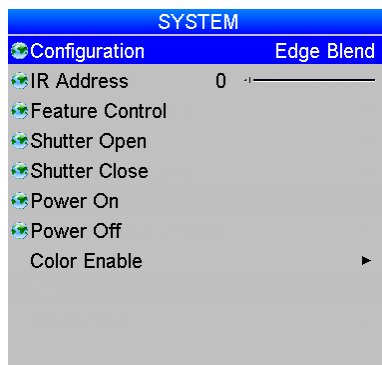 SYSTEM
Configuration Edge Blend
IR Address 0
Feature Control
Shutter Open
Shutter Close
Power On
Power Off
Color Enable